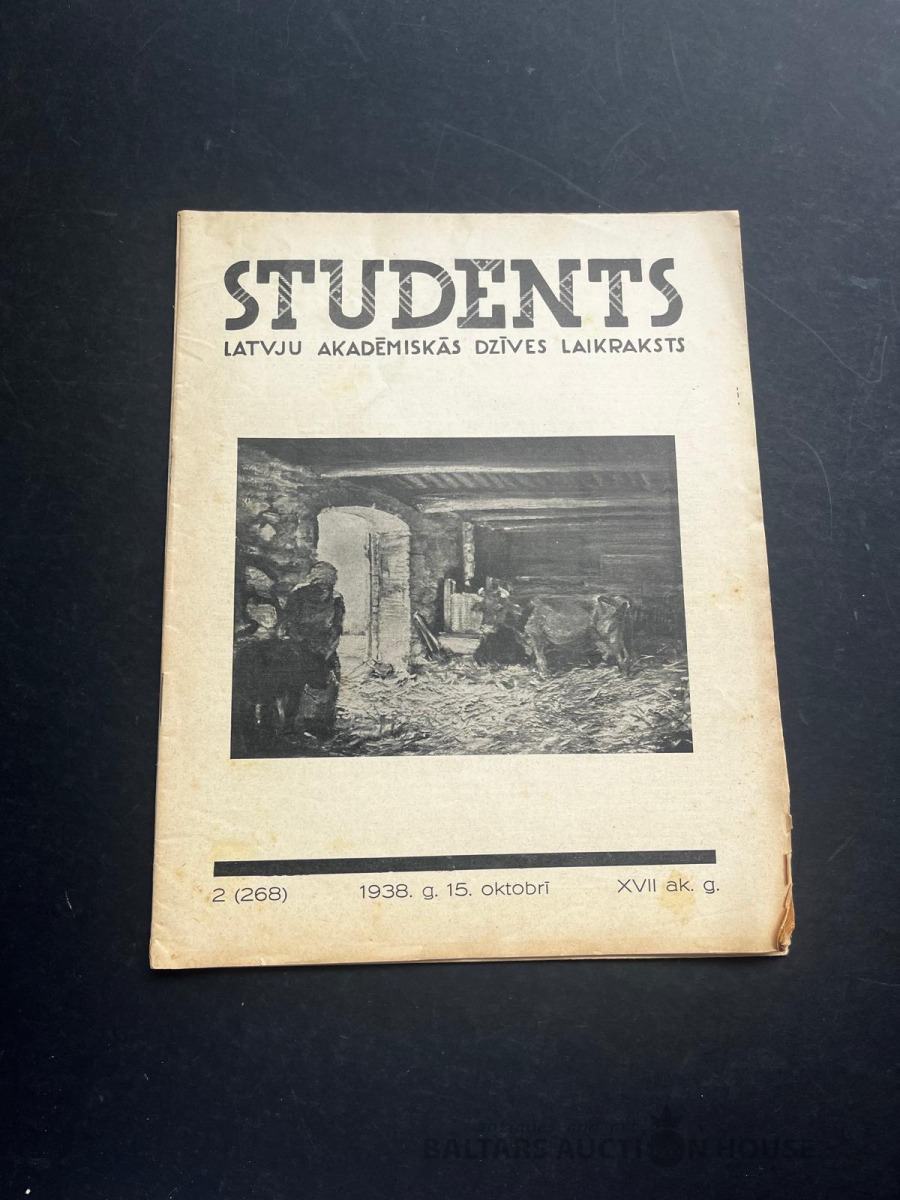 STUDENTS
LATVJU AKADĒMISKĀS DZĪVES LAIKRAKSTS
2 (268) 1938. g. 15. oktobrī XVII ak. g.
BALTARS AUCTION HOUSE